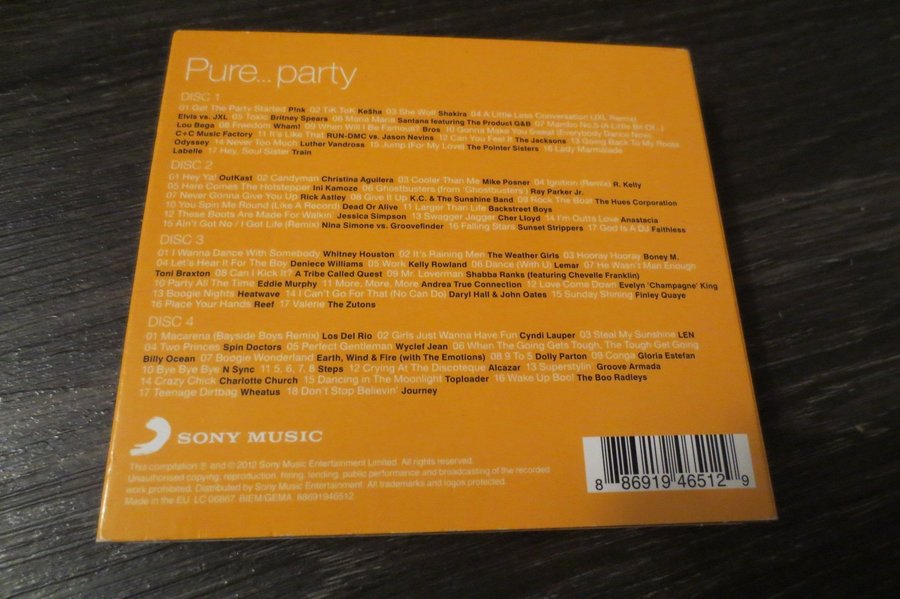 Pure... party
DISC 1
01 Get The Party Started P!nk 02 TiK ToK Ke$ha 03 She Wolf Shakira 04 A Little Less Conversation (JXL Remix)
Elvis vs. JXL 05 Toxic Britney Spears 06 Maria Maria Santana featuring The Product G&B 07 Mambo No.5 (A Little Bit Of...)
Lou Bega 08 Freedom Wham! 09 When Will I Be Famous? Bros 10 Gonna Make You Sweat (Everybody Dance Now)
C+C Music Factory 11 It's Like That RUN-DMC vs. Jason Nevins 12 Can You Feel It The Jacksons 13 Going Back To My Roots
Odyssey 14 Never Too Much Luther Vandross 15 Jump (For My Love) The Pointer Sisters 16 Lady Marmalade
Labelle 17 Hey, Soul Sister Train
DISC 2
01 Hey Ya! OutKast 02 Candyman Christina Aguilera 03 Cooler Than Me Mike Posner 04 Ignition (Remix) R. Kelly
05 Here Comes The Hotstepper Ini Kamoze 06 Ghostbusters (from 'Ghostbusters') Ray Parker Jr.
07 Never Gonna Give You Up Rick Astley 08 Give It Up K.C. & The Sunshine Band 09 Rock The Boat The Hues Corporation
10 You Spin Me Round (Like A Record) Dead Or Alive 11 Larger Than Life Backstreet Boys
12 These Boots Are Made For Walkin' Jessica Simpson 13 Swagger Jagger Cher Lloyd 14 I'm Outta Love Anastacia
15 Ain't Got No / I Got Life (Remix) Nina Simone vs. Groovefinder 16 Falling Stars Sunset Strippers 17 God Is A DJ Faithless
DISC 3
01 I Wanna Dance With Somebody Whitney Houston 02 It's Raining Men The Weather Girls 03 Hooray Hooray Boney M.
04 Let's Hear It For The Boy Deniece Williams 05 Work Kelly Rowland 06 Dance (With U) Lemar 07 He Wasn't Man Enough
Toni Braxton 08 Can I Kick It? A Tribe Called Quest 09 Mr. Loverman Shabba Ranks (featuring Chevelle Franklin)
10 Party All The Time Eddie Murphy 11 More, More, More Andrea True Connection 12 Love Come Down Evelyn 'Champagne' King
13 Boogie Nights Heatwave 14 I Can't Go For That (No Can Do) Daryl Hall & John Oates 15 Sunday Shining Finley Quaye
16 Place Your Hands Reef 17 Valerie The Zutons
DISC 4
01 Macarena (Bayside Boys Remix) Los Del Rio 02 Girls Just Wanna Have Fun Cyndi Lauper 03 Steal My Sunshine LEN
04 Two Princes Spin Doctors 05 Perfect Gentleman Wyclef Jean 06 When The Going Gets Tough, The Tough Get Going
Billy Ocean 07 Boogie Wonderland Earth, Wind & Fire (with The Emotions) 08 9 To 5 Dolly Parton 09 Conga Gloria Estefan
10 Bye Bye Bye N Sync 11 5, 6, 7, 8 Steps 12 Crying At The Discoteque Alcazar 13 Superstylin' Groove Armada
14 Crazy Chick Charlotte Church 15 Dancing in The Moonlight Toploader 16 Wake Up Boo! The Boo Radleys
17 Teenage Dirtbag Wheatus 18 Don't Stop Believin' Journey
SONY MUSIC
This compilation ℗ and © 2012 Sony Music Entertainment Limited. All rights reserved.
Unauthorised copying, reproduction, hiring, lending, public performance and broadcasting of the recorded
work prohibited. Distributed by Sony Music Entertainment. All trademarks and logos protected.
Made in the EU LC 06867 BIEM/GEMA 88691946512
8 86919 46512 9